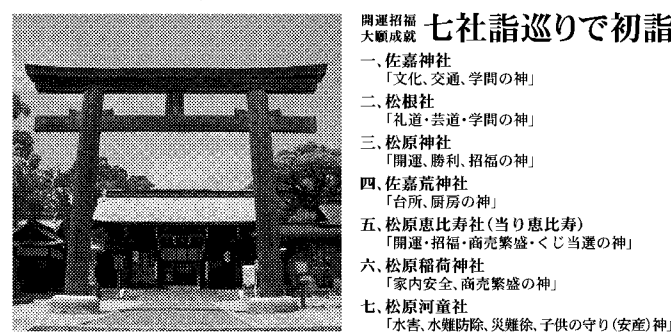 開運招福
大願成就
七社詣巡りで初詣
一、佐嘉神社
「文化、交通、学問の神」
二、松根社
「礼道・芸道・学問の神」
三、松原神社
「開運、勝利、招福の神」
四、佐嘉荒神社
「台所、厨房の神」
五、松原恵比寿社（当り恵比寿）
「開運・招福・商売繁盛・くじ当選の神」
六、松原稲荷神社
「家内安全、商売繁盛の神」
七、松原河童社
「水害、水難防除、災難徐、子供の守り（安産）神」